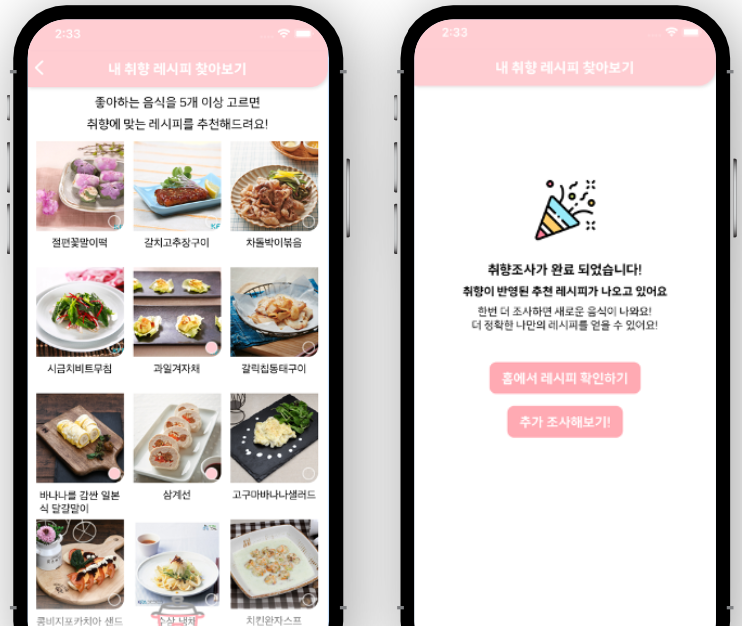 2:33
내 취향 레시피 찾아보기
좋아하는 음식을 5개 이상 고르면
취향에 맞는 레시피를 추천해드려요!
절편꽃말이떡
갈치고추장구이
차돌박이볶음
시금치비트무침
과일겨자채
갈릭칩동태구이
바나나를 감싼 일본
식 달걀말이
삼계선
고구마바나나샐러드
콩비지포카치아 샌드
수삼 냉채
치킨완자스프
2:33
내 취향 레시피 찾아보기
취향조사가 완료 되었습니다!
취향이 반영된 추천 레시피가 나오고 있어요
한번 더 조사하면 새로운 음식이 나와요!
더 정확한 나만의 레시피를 얻을 수 있어요!
홈에서 레시피 확인하기
추가 조사해보기!